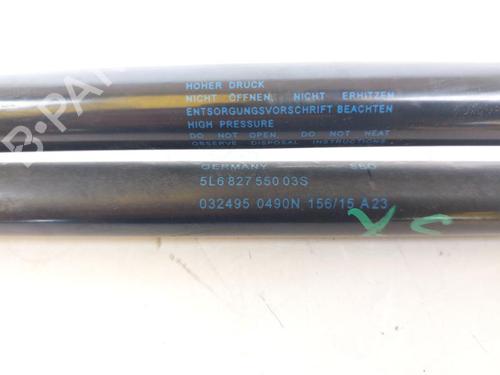 HOHER DRUCK
NICHT ÖFFNEN NICHT ERHITZEN
ENTSORGUNGSVORSCHRIFT BEACHTEN
HIGH PRESSURE
DO NOT OPEN DO NOT HEAT
OBSERVE DISPOSAL INSTRUCTIONS
GERMANY
5L6 827 550 03S
032495 0490N 156/15 A23
B-PARTS